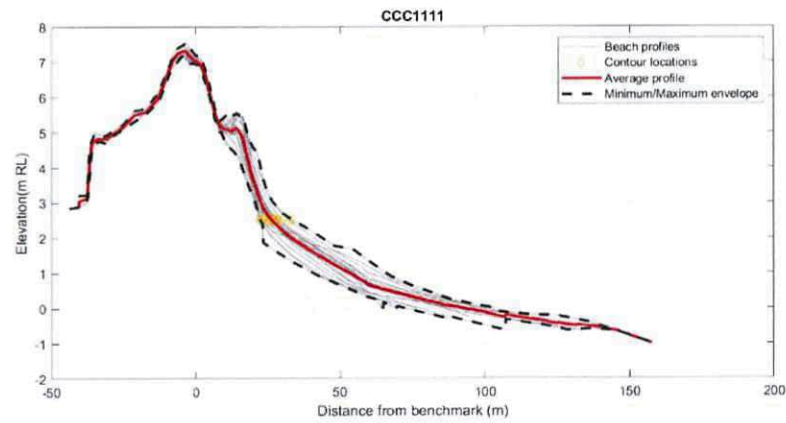 CCC1111
8
7
6
5
4
3
2
1
0
-1
-2
Elevation(m RL)
Beach profiles
Contour locations
Average profile
Minimum/Maximum envelope
-50 0 50 100 150 200
Distance from benchmark (m)